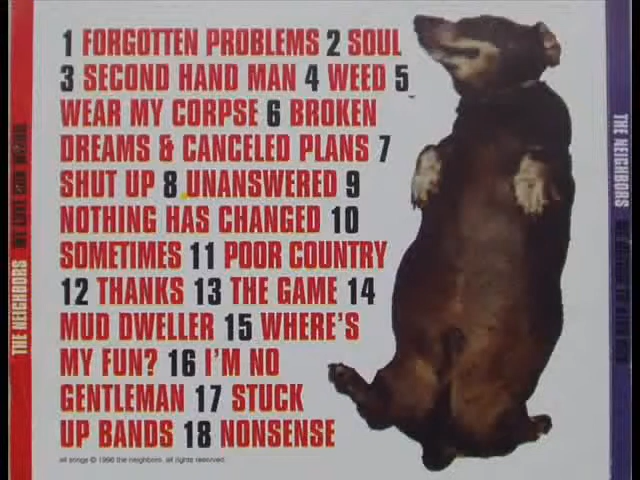 1 FORGOTTEN PROBLEMS 2 SOUL
3 SECOND HAND MAN 4 WEED 5
WEAR MY CORPSE 6 BROKEN
DREAMS & CANCELED PLANS 7
SHUT UP 8 UNANSWERED 9
NOTHING HAS CHANGED 10
SOMETIMES 11 POOR COUNTRY
12 THANKS 13 THE GAME 14
MUD DWELLER 15 WHERE'S
MY FUN? 16 I'M NO
GENTLEMAN 17 STUCK
UP BANDS 18 NONSENSE
all songs © 1996 the neighbors. all rights reserved.
THE NEIGHBORS
THE NEIGHBORS